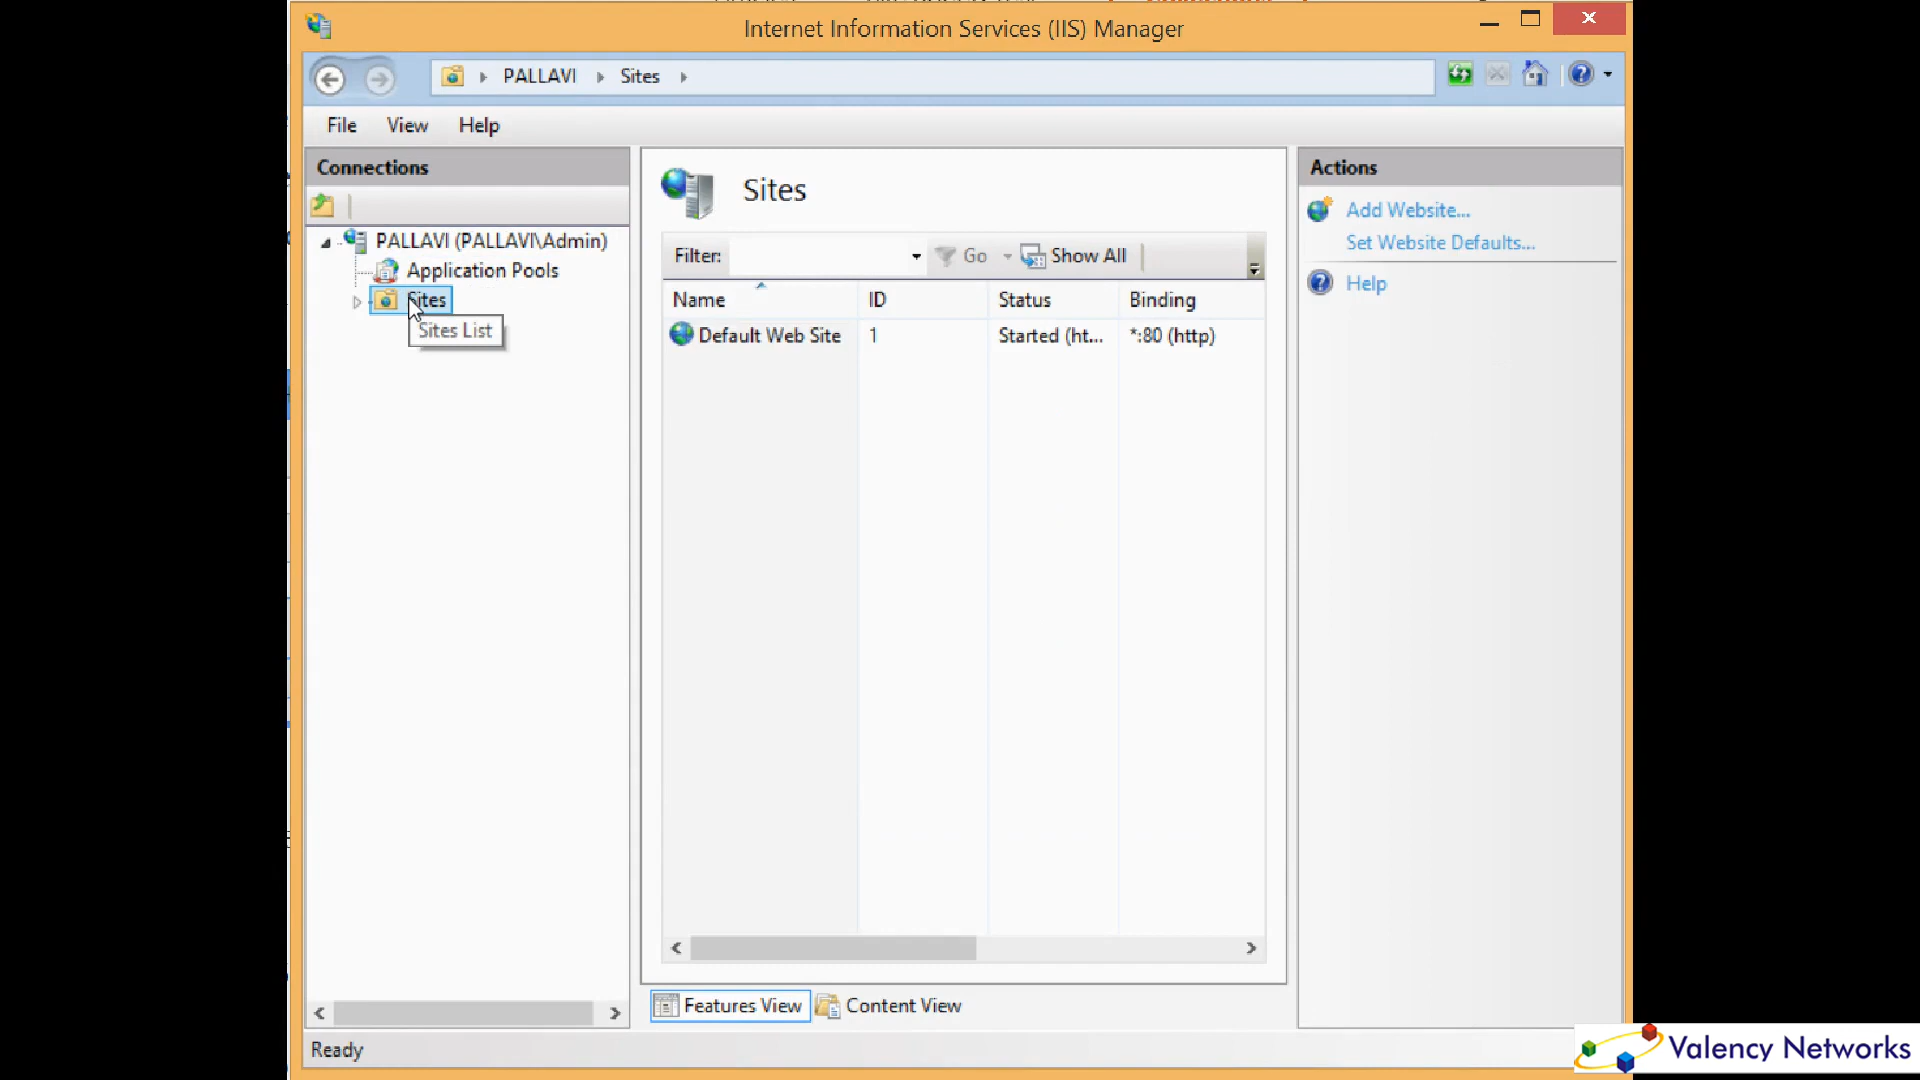 Internet Information Services (IIS) Manager
PALLAVI
Sites
File View Help
Connections
PALLAVI (PALLAVI\Admin)
Application Pools
Sites
Sites List
Sites
Filter: Go Show All
Name ID Status Binding
Default Web Site 1 Started (ht... *:80 (http)
Features View
Content View
Actions
Add Website...
Set Website Defaults...
Help
Ready
Valency Networks